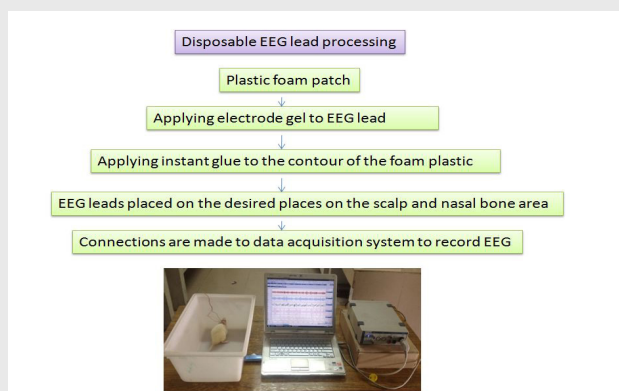 Disposable EEG lead processing
Plastic foam patch
Applying electrode gel to EEG lead
Applying instant glue to the contour of the foam plastic
EEG leads placed on the desired places on the scalp and nasal bone area
Connections are made to data acquisition system to record EEG